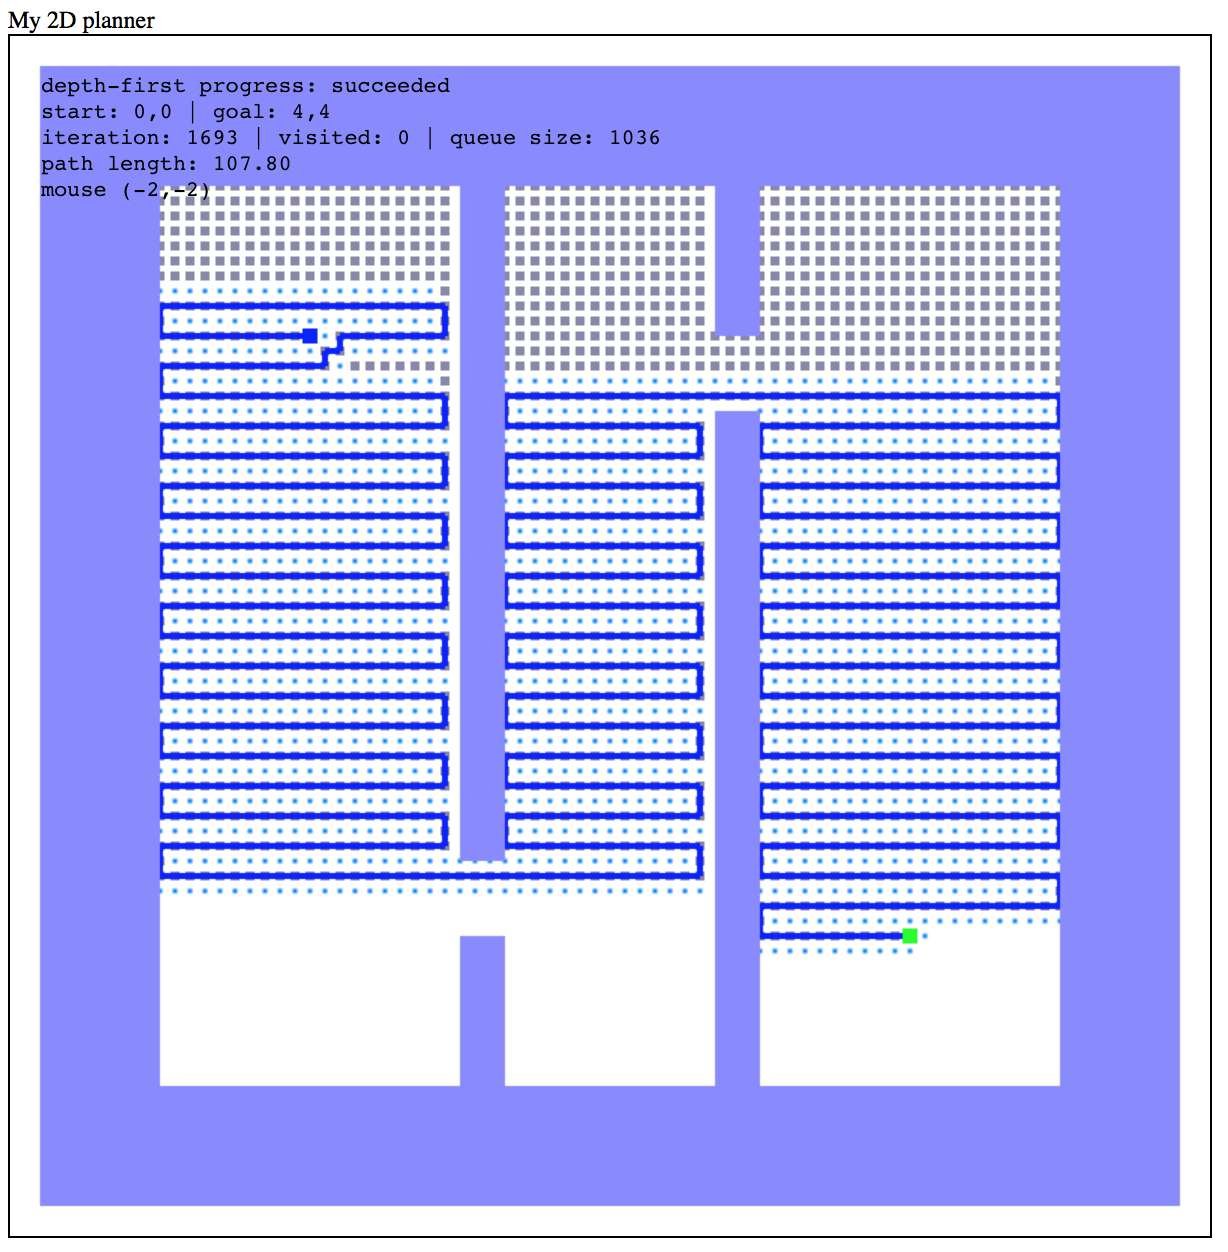 My 2D planner
depth-first progress: succeeded
start: 0,0 | goal: 4,4
iteration: 1693 | visited: 0 | queue size: 1036
path length: 107.80
mouse (-2,-2)